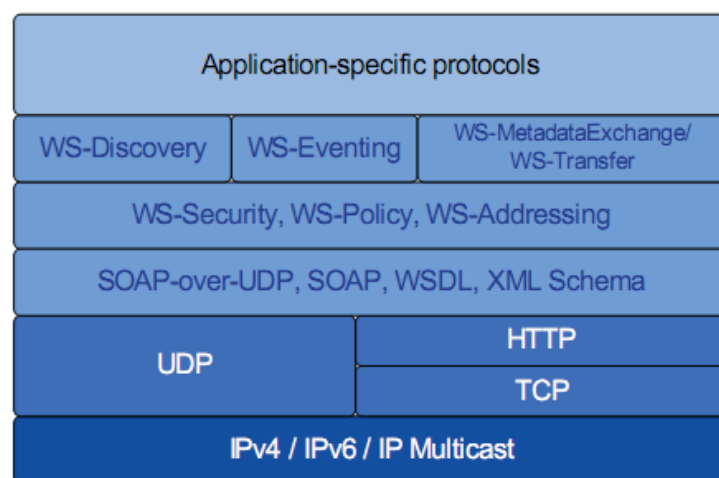 Application-specific protocols
WS-Discovery
WS-Eventing
WS-MetadataExchange/
WS-Transfer
WS-Security, WS-Policy, WS-Addressing
SOAP-over-UDP, SOAP, WSDL, XML Schema
UDP
HTTP
TCP
IPv4 / IPv6 / IP Multicast